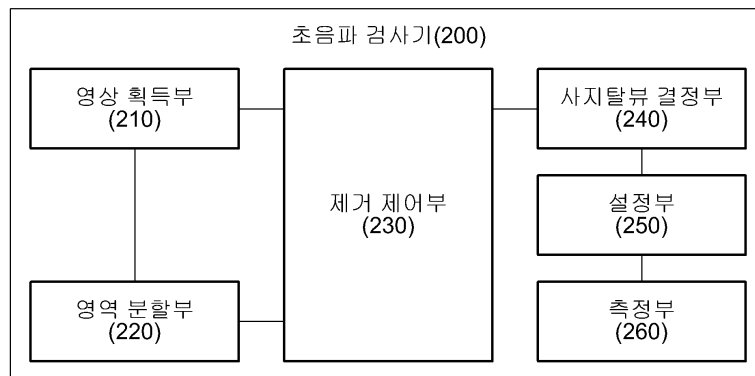 초음파 검사기(200)
영상 획득부
(210)
영역 분할부
(220)
제거 제어부
(230)
사지탈뷰 결정부
(240)
설정부
(250)
측정부
(260)